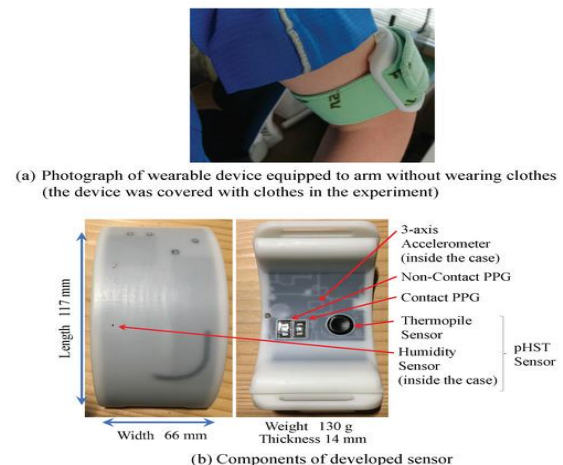 (a) Photograph of wearable device equipped to arm without wearing clothes
(the device was covered with clothes in the experiment)
3-axis
Accelerometer
(inside the case)
Non-Contact PPG
Contact PPG
Thermopile
Sensor
Humidity
Sensor
(inside the case)
pHST
Sensor
Length 117 mm
Width 66 mm
Weight 130 g
Thickness 14 mm
(b) Components of developed sensor